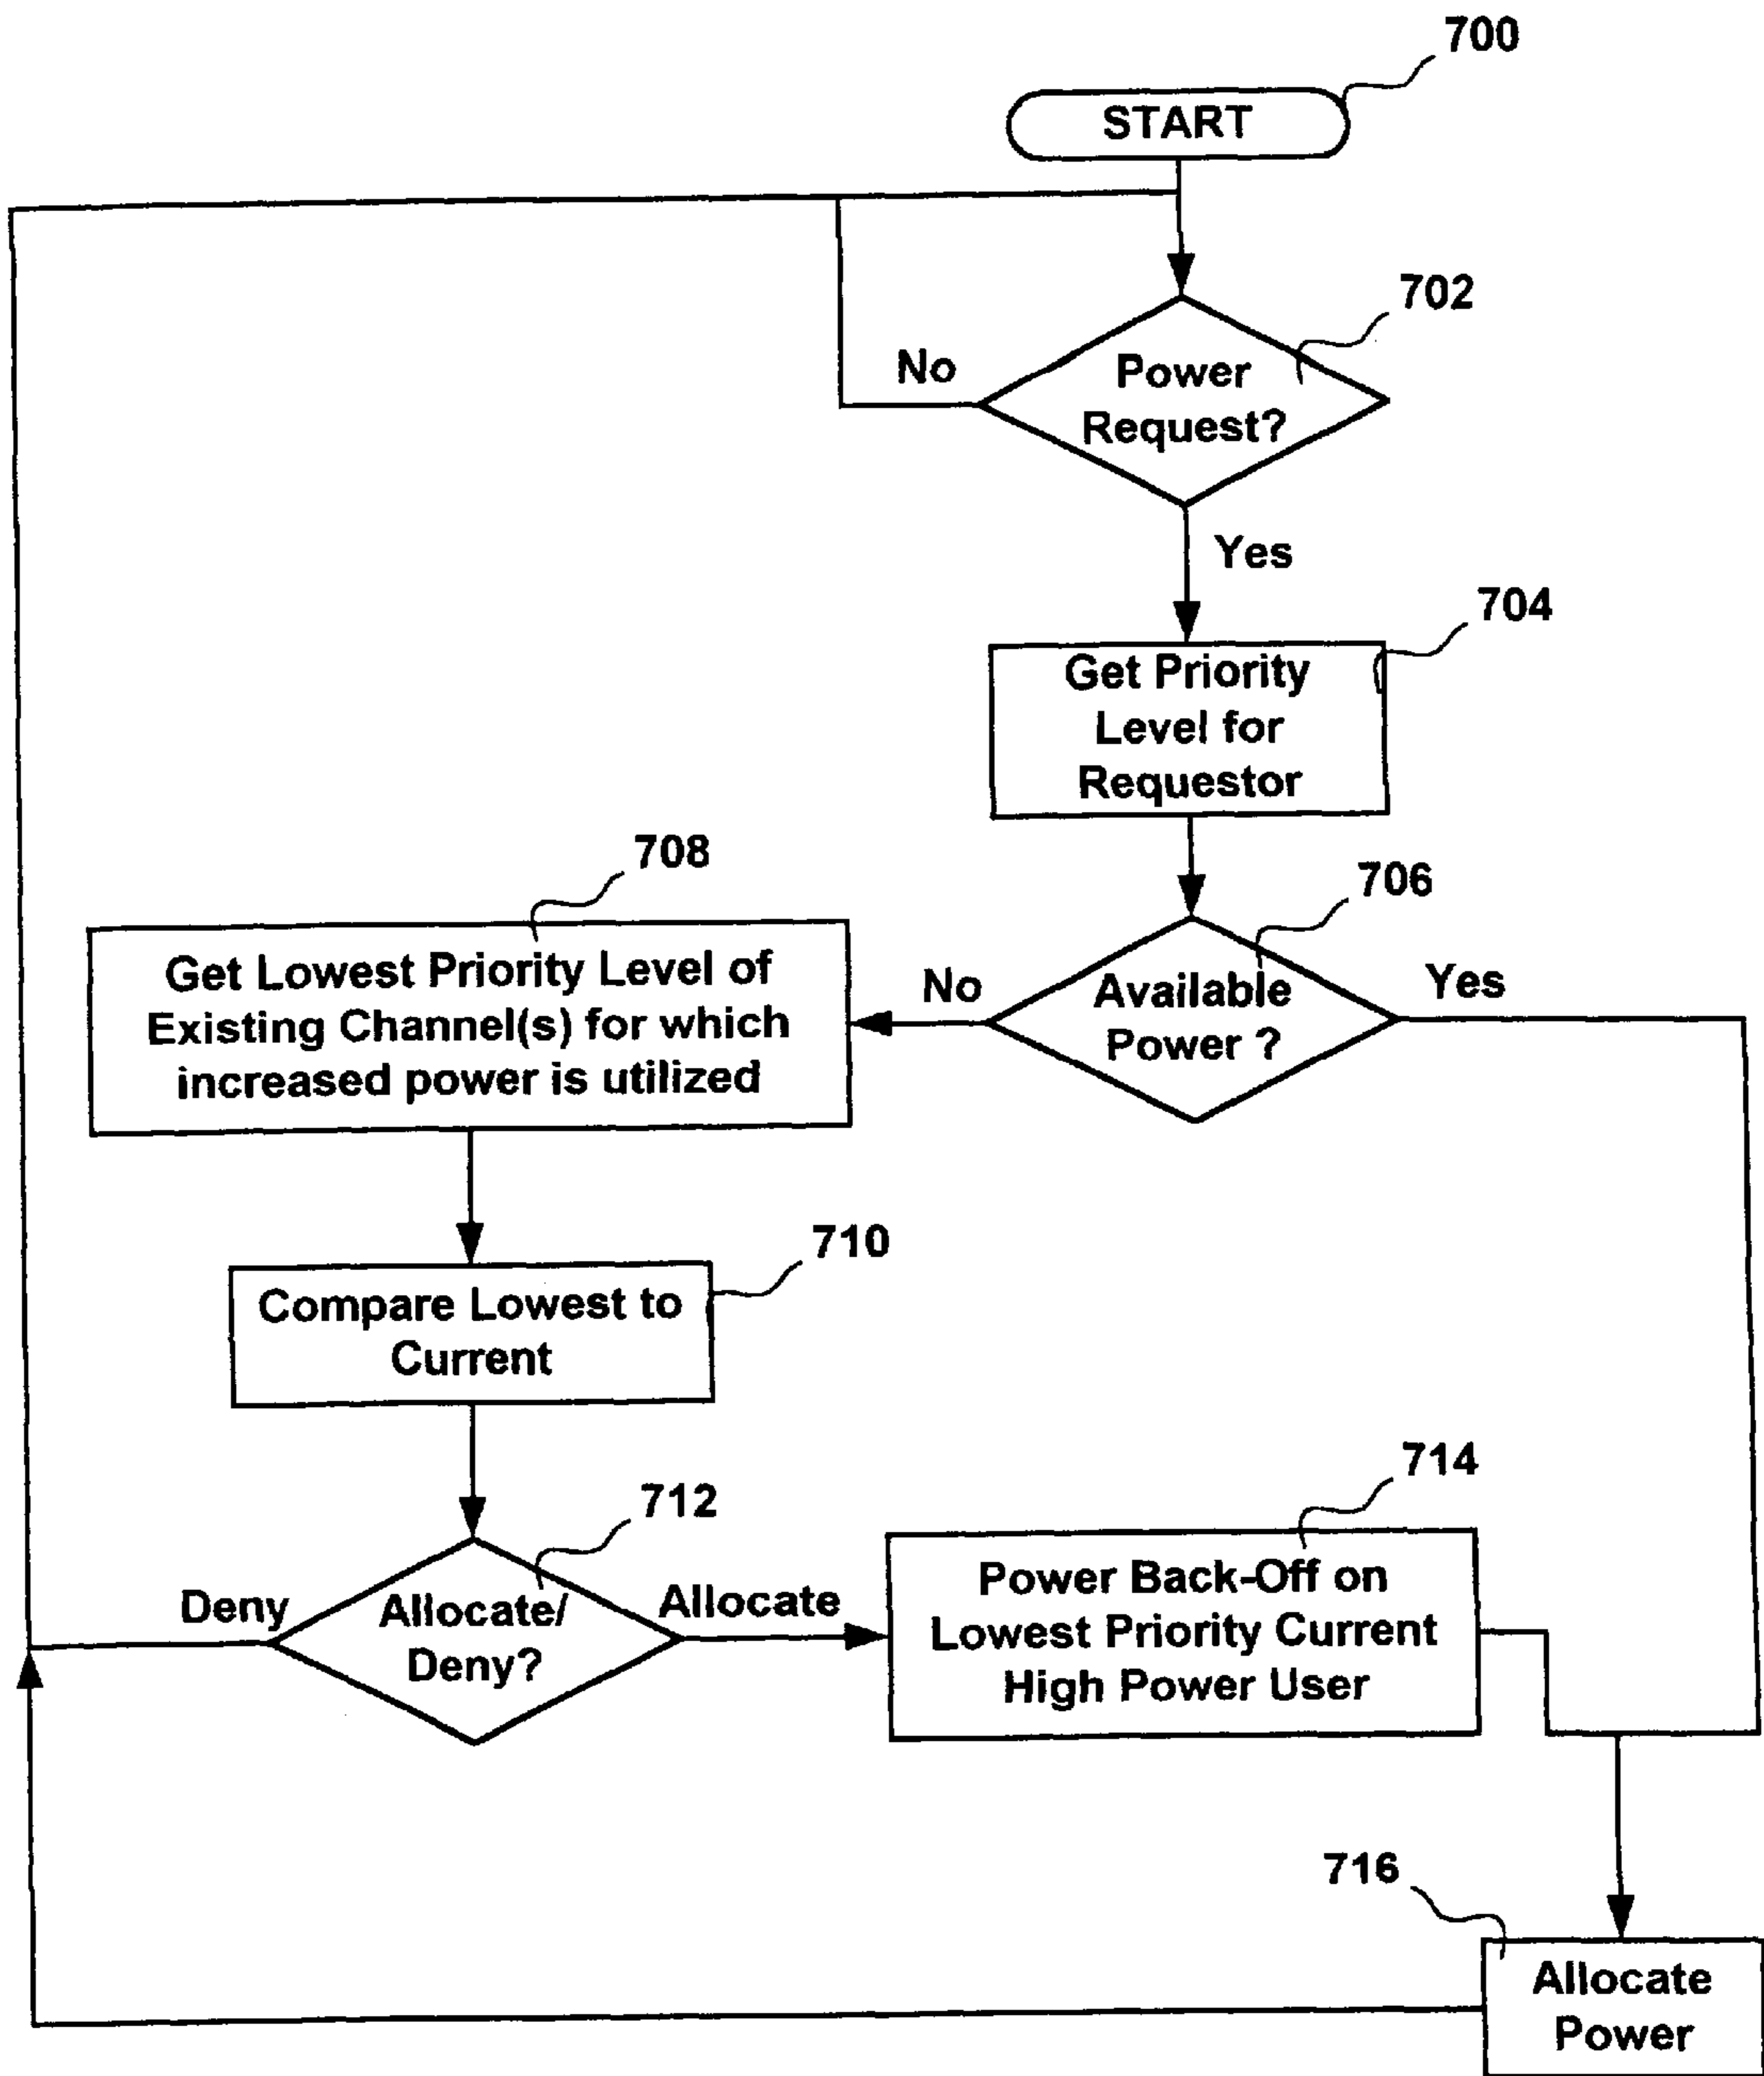 700
START
702
No
Power
Request?
Yes
704
Get Priority
Level for
Requestor
708
706
Get Lowest Priority Level of
Existing Channel(s) for which
increased power is utilized
No
Available
Power ?
Yes
710
Compare Lowest to
Current
712
714
Deny
Allocate/
Deny?
Allocate
Power Back-Off on
Lowest Priority Current
High Power User
716
Allocate
Power